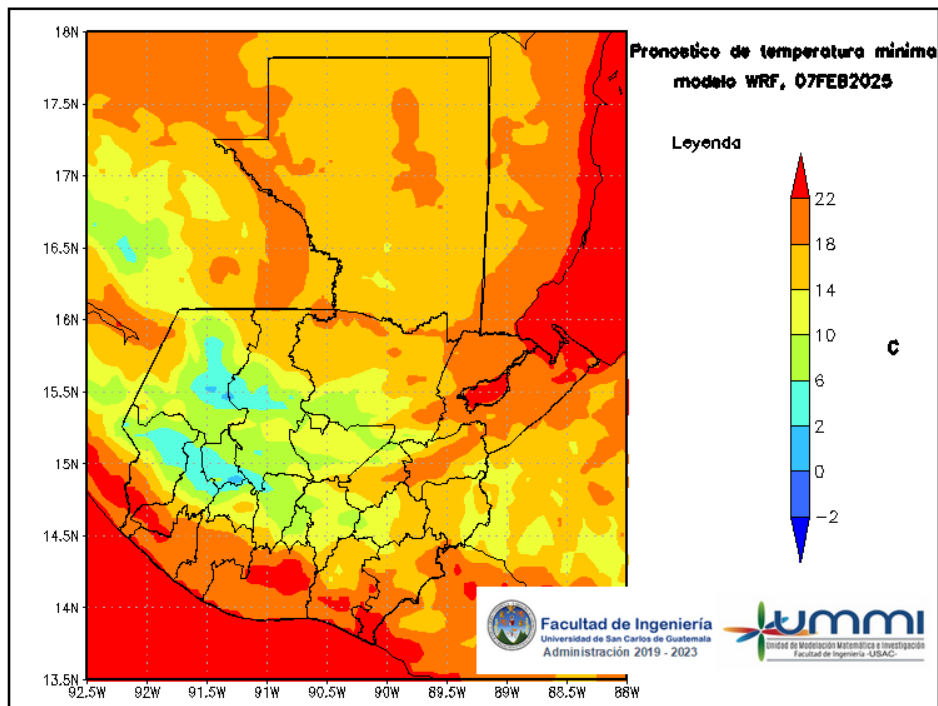 Pronostico de temperatura minima
modelo WRF, 07FEB2025
Leyenda
22
18
14
10
6
2
0
−2
C
18N
17.5N
17N
16.5N
16N
15.5N
15N
14.5N
14N
13.5N
92.5W 92W 91.5W 91W 90.5W 90W 89.5W 89W 88.5W 88W
Facultad de Ingeniería
Universidad de San Carlos de Guatemala
Administración 2019 - 2023
UMMI
Unidad de Modelación Matemática e Investigación
Facultad de Ingeniería -USAC-